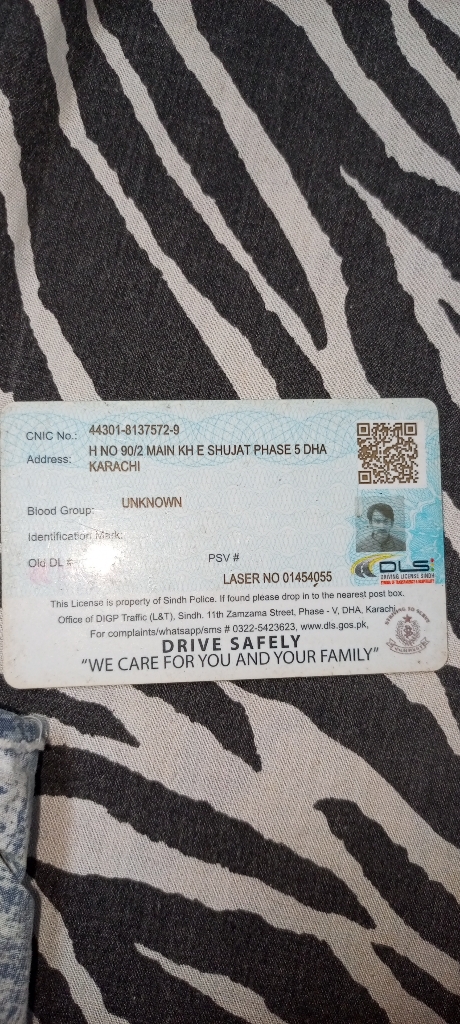 CNIC No.: 44301-8137572-9
Address: H NO 90/2 MAIN KH E SHUJAT PHASE 5 DHA
KARACHI
Blood Group: UNKNOWN
Identification Mark:
Old DL #
PSV #
DLS
DRIVING LICENSE SINDH
LASER NO 01454055
This License is property of Sindh Police. If found please drop in to the nearest post box.
Office of DIGP Traffic (L&T), Sindh. 11th Zamzama Street, Phase - V, DHA, Karachi.
For complaints/whatsapp/sms # 0322-5423623, www.dls.gos.pk,
DRIVE SAFELY
"WE CARE FOR YOU AND YOUR FAMILY"